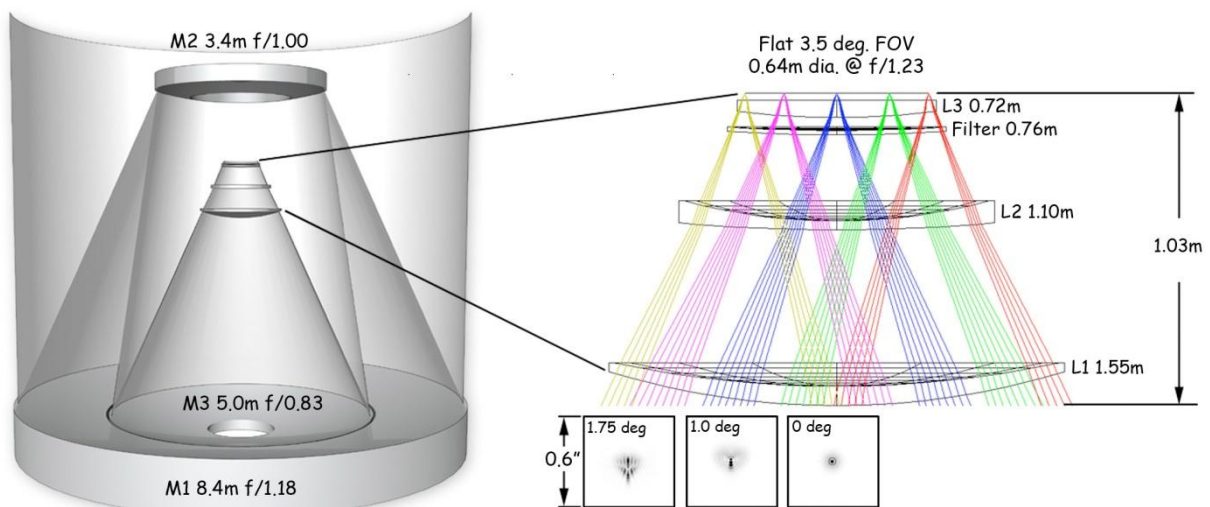 M2 3.4m f/1.00
M3 5.0m f/0.83
M1 8.4m f/1.18
Flat 3.5 deg. FOV
0.64m dia. @ f/1.23
L3 0.72m
Filter 0.76m
L2 1.10m
1.03m
L1 1.55m
0.6"
1.75 deg
1.0 deg
0 deg